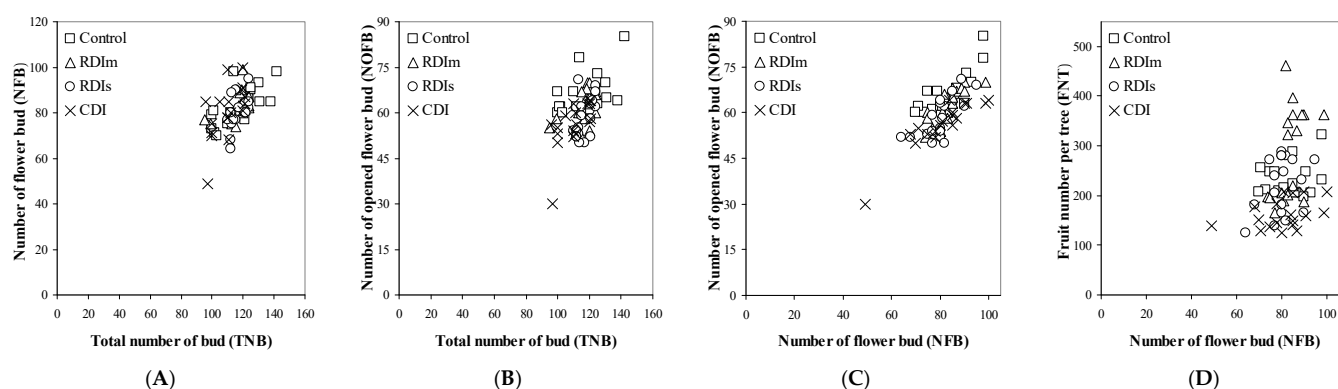 Number of flower bud (NFB)
120
100
80
60
40
20
0
Control
RDIm
RDIs
CDI
0 20 40 60 80 100 120 140 160
Total number of bud (TNB)
(A)
Number of opened flower bud (NOFB)
90
75
60
45
30
15
0
Control
RDIm
RDIs
CDI
0 20 40 60 80 100 120 140 160
Total number of bud (TNB)
(B)
Number of opened flower bud (NOFB)
90
75
60
45
30
15
0
Control
RDIm
RDIs
CDI
0 20 40 60 80 100
Number of flower bud (NFB)
(C)
Fruit number per tree (FNT)
500
400
300
200
100
0
Control
RDIm
RDIs
CDI
0 20 40 60 80 100
Number of flower bud (NFB)
(D)